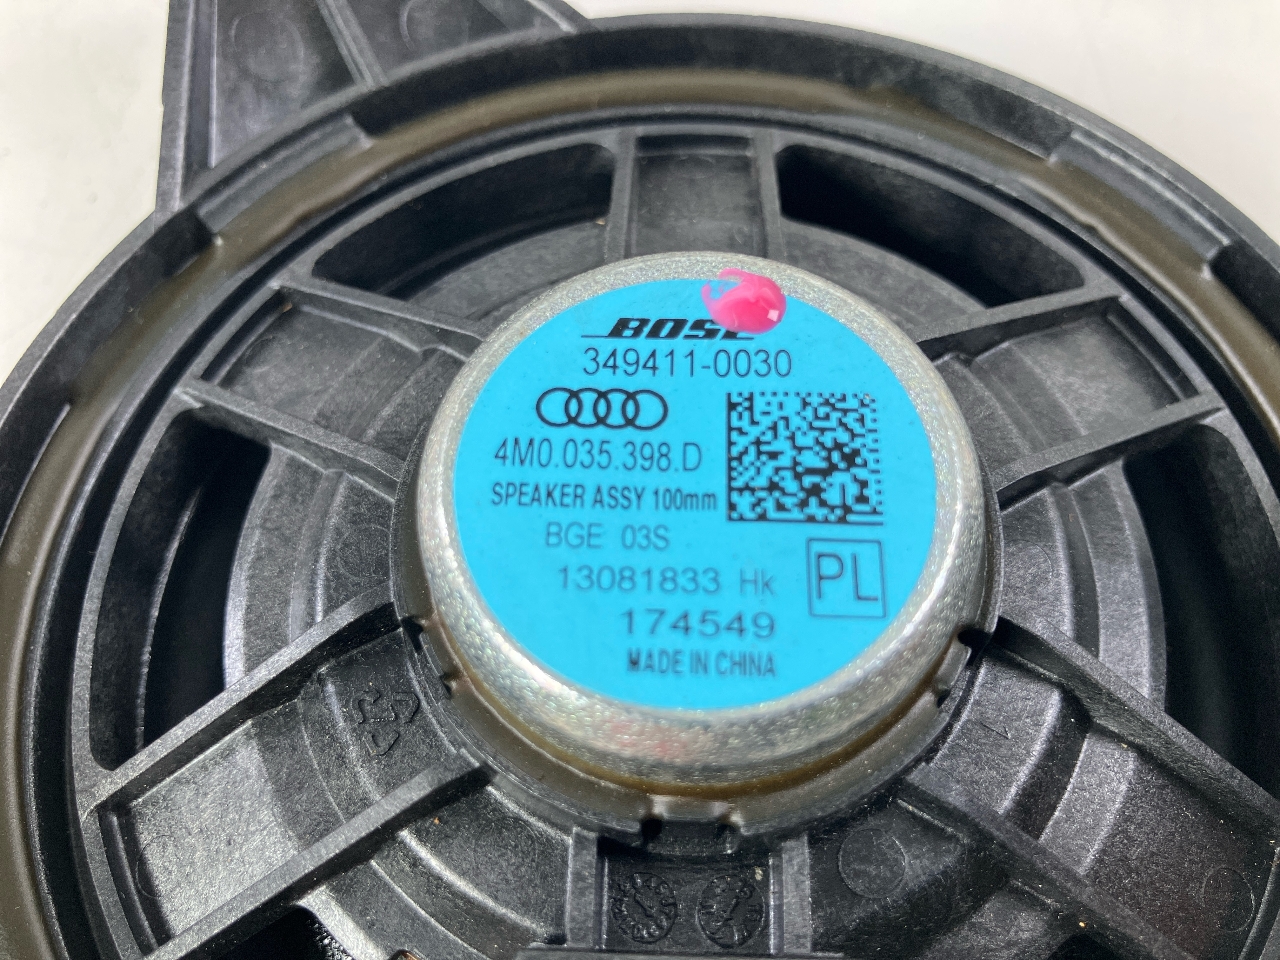 BOSE
349411-0030
4M0.035.398.D
SPEAKER ASSY 100mm
BGE 03S
13081833 Hk
PL
174549
MADE IN CHINA